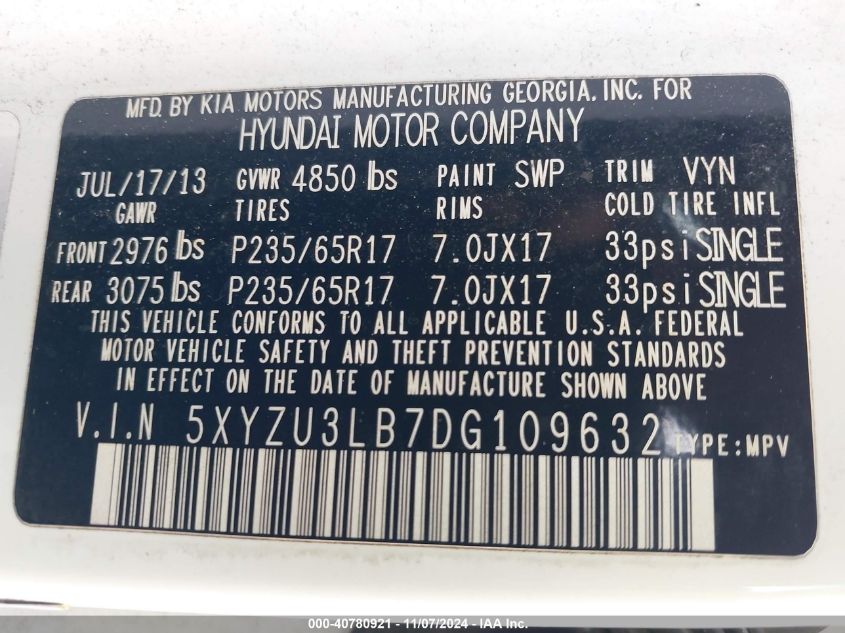 MFD. BY KIA MOTORS MANUFACTURING GEORGIA. INC. FOR
HYUNDAI MOTOR COMPANY
JUL/17/13 GVWR 4850 lbs PAINT SWP TRIM VYN
GAWR TIRES RIMS COLD TIRE INFL
FRONT 2976 lbs P235/65R17 7.0JX17 33psi SINGLE
REAR 3075 lbs P235/65R17 7.0JX17 33psi SINGLE
THIS VEHICLE CONFORMS TO ALL APPLICABLE U.S.A. FEDERAL
MOTOR VEHICLE SAFETY AND THEFT PREVENTION STANDARDS
IN EFFECT ON THE DATE OF MANUFACTURE SHOWN ABOVE
V.I.N 5XYZU3LB7DG109632 TYPE:MPV
000-40780921 - 11/07/2024 - IAA Inc.